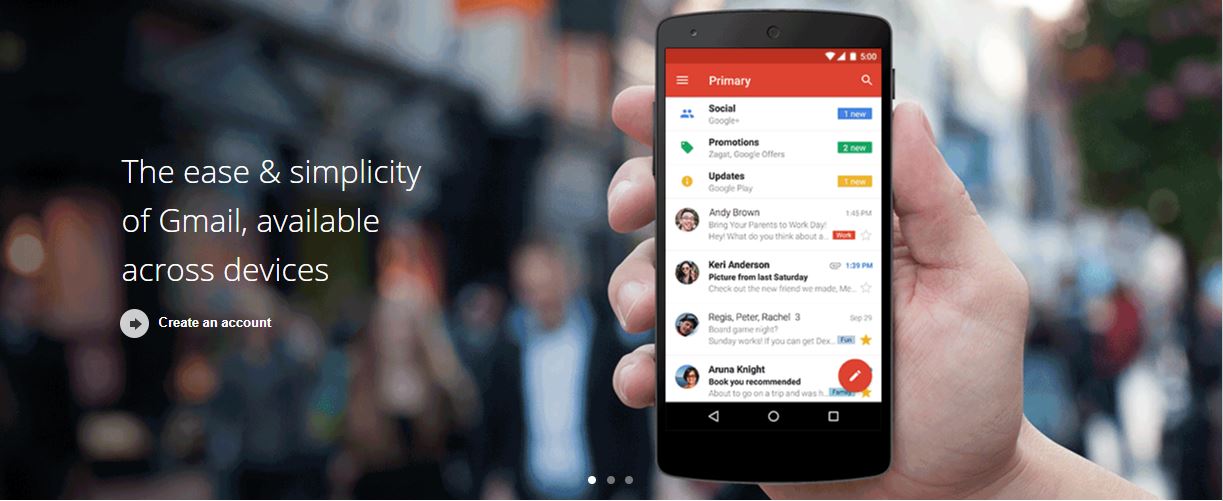 The ease & simplicity
of Gmail, available
across devices
Create an account
5:00
Primary
Social
Google+
1 new
Promotions
Zagat, Google Offers
2 new
Updates
Google Play
1 new
Andy Brown 1:45 PM
Bring Your Parents to Work Day!
Hey! What do you think about a... Work
Keri Anderson 1:39 PM
Picture from last Saturday
Check out the new friend we made, Me...
Regis, Peter, Rachel 3 Sep 29
Board game night?
Sunday works! If you can get Dex... Fun
Aruna Knight
Book you recommended
About to go on a trip and was h... Family